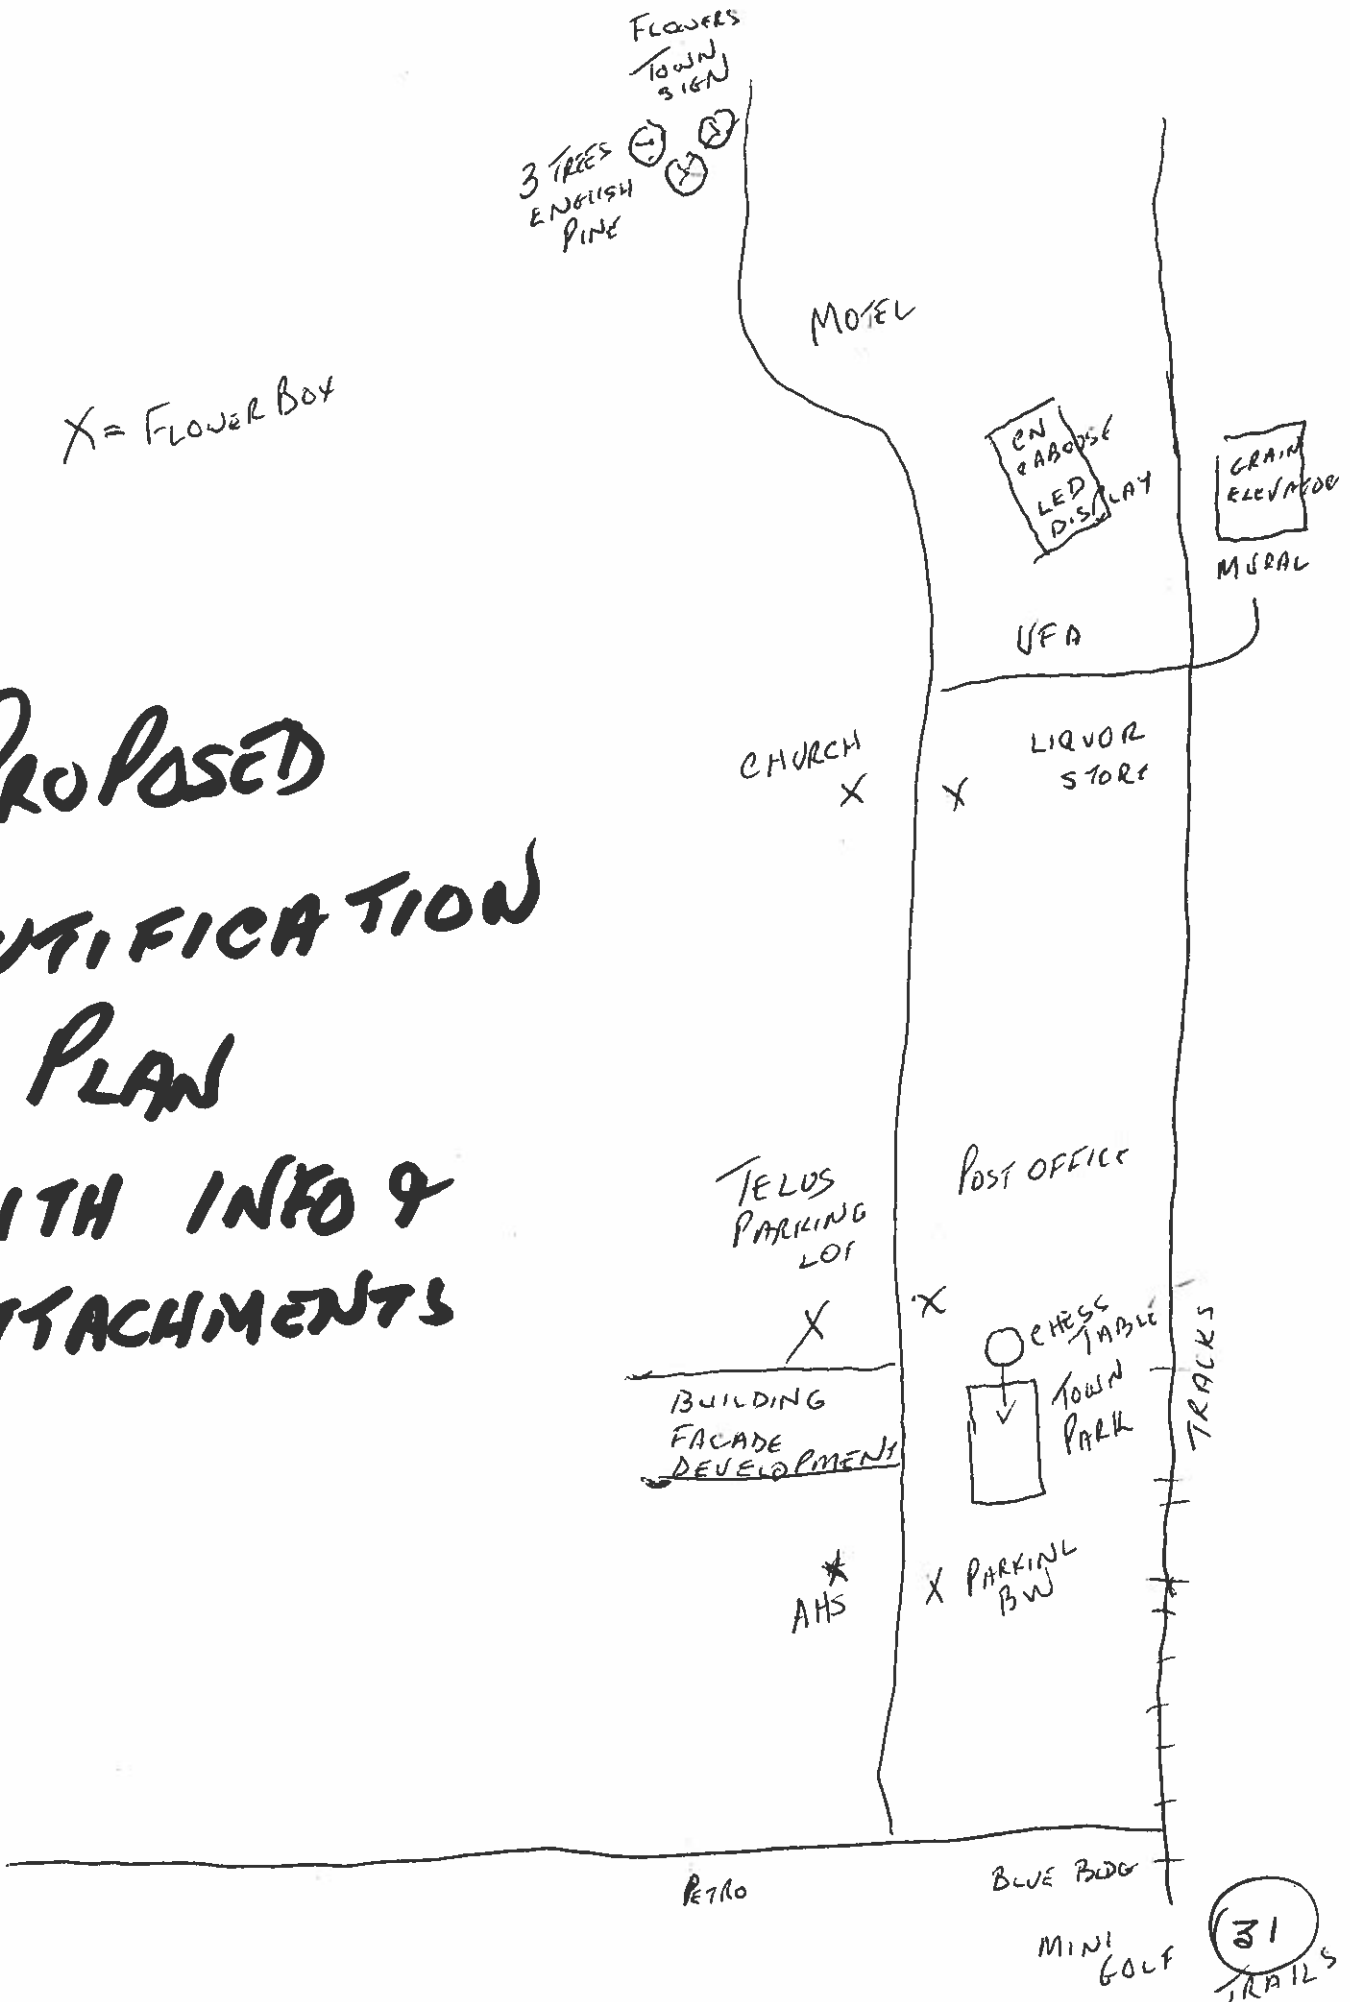 FLOWERS
TOWN
SIGN
3 TREES
ENGLISH
PINE
MOTEL
X = FLOWER BOX
CN
CABOOSE
LED
DISPLAY
GRAIN
ELEVATOR
MURAL
UFA
PROPOSED
UTIFICATION
PLAN
ITH INFO &
TTACHMENTS
CHURCH
X
X
LIQUOR
STORE
TELUS
PARKING
LOT
POST OFFICE
X
X
CHESS
TABLE
TOWN
PARK
TRACKS
BUILDING
FACADE
DEVELOPMENT
AHS
X PARKING
BW
PETRO
BLUE BLDG
MINI
GOLF
31
TRAILS